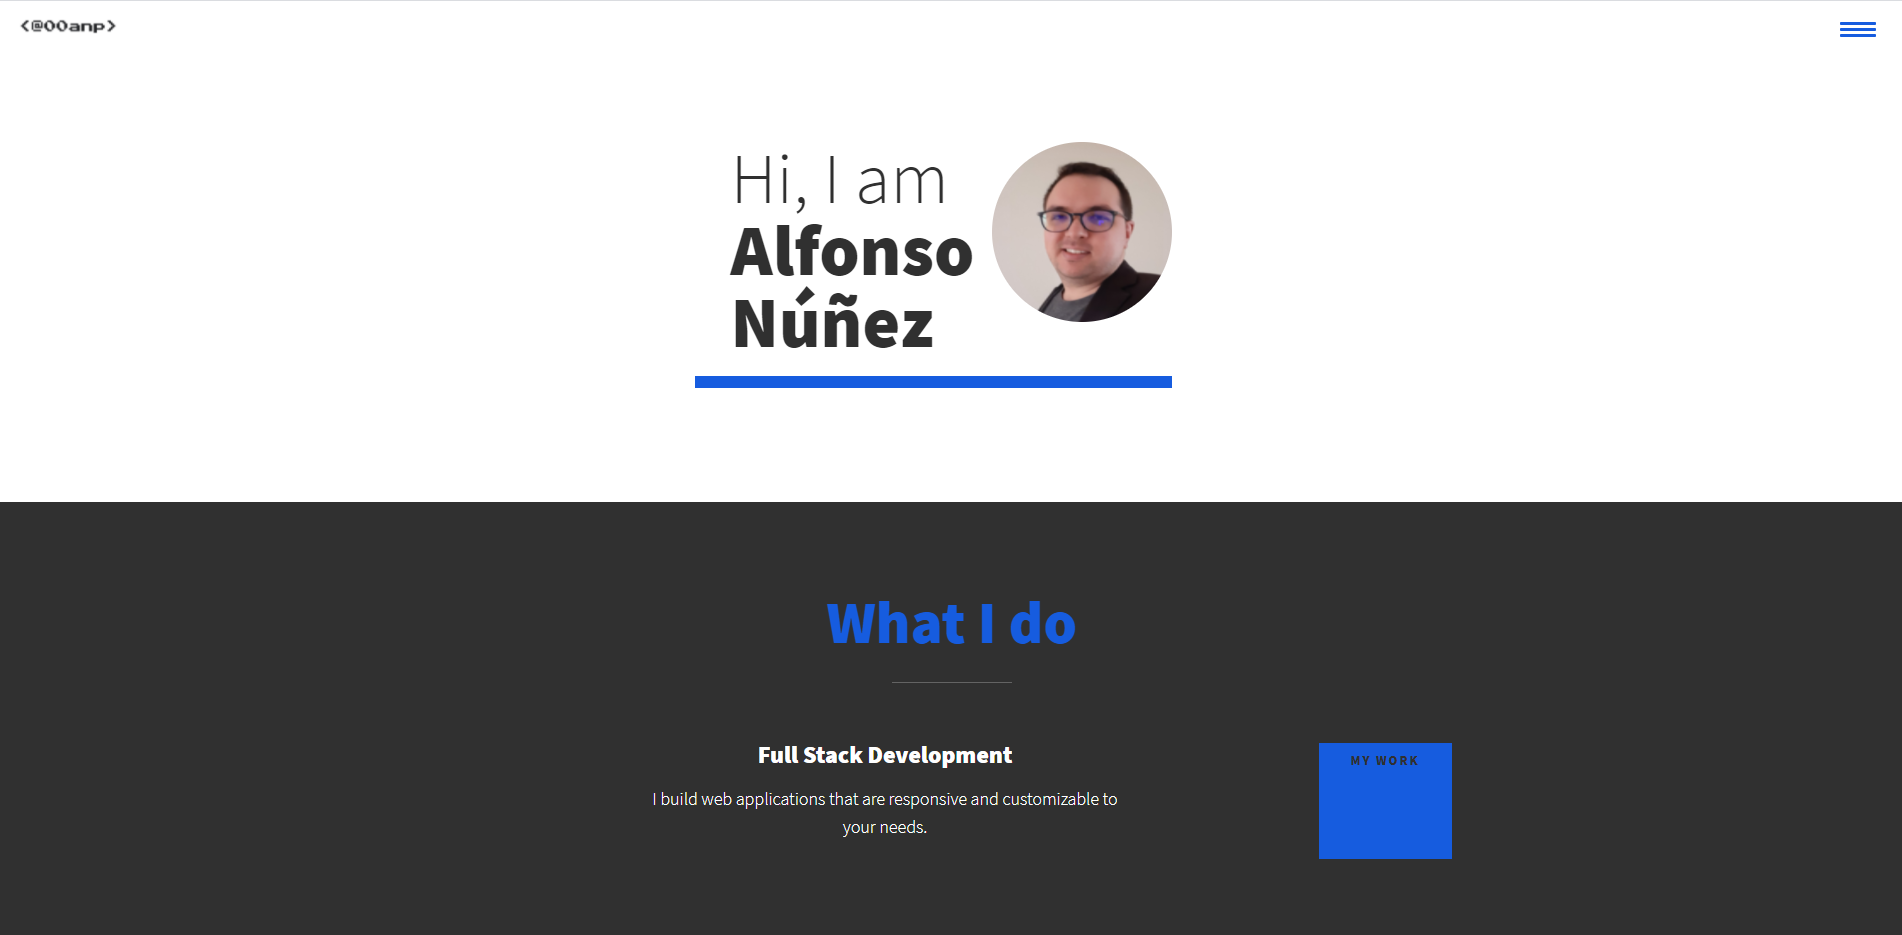 <@00anp>
Hi, I am
Alfonso
Núñez
What I do
Full Stack Development
I build web applications that are responsive and customizable to
your needs.
MY WORK